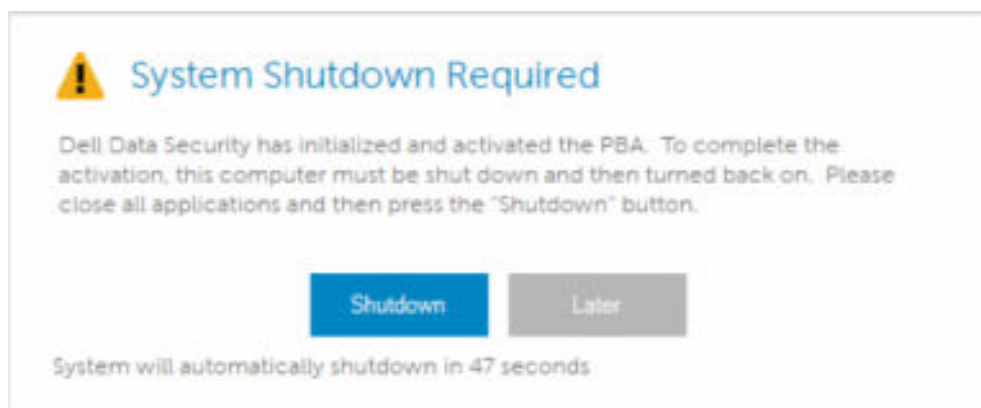 System Shutdown Required
Dell Data Security has initialized and activated the PBA. To complete the
activation, this computer must be shut down and then turned back on. Please
close all applications and then press the "Shutdown" button.
Shutdown
Later
System will automatically shutdown in 47 seconds